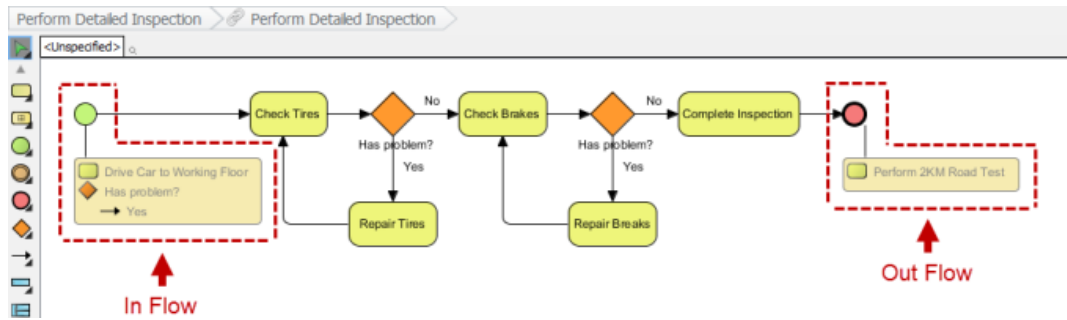 Perform Detailed Inspection Perform Detailed Inspection
<Unspecified>
No No
Check Tires Check Brakes Complete Inspection
Has problem? Has problem?
Yes Yes
Drive Car to Working Floor
Has problem?
Yes
Perform 2KM Road Test
Repair Tires Repair Breaks
In Flow
Out Flow